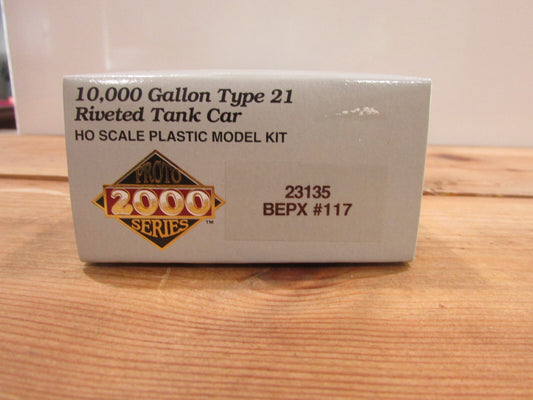 10,000 Gallon Type 21
Riveted Tank Car
HO SCALE PLASTIC MODEL KIT
PROTO
2000
SERIES
™
23135
BEPX #117